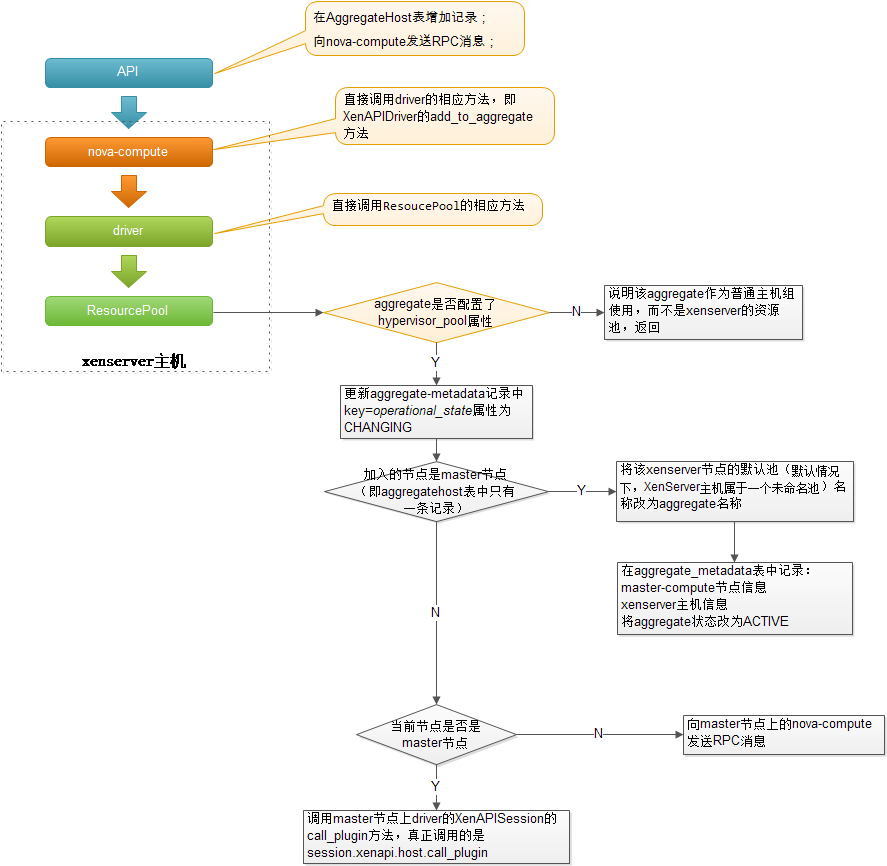 在AggregateHost表增加记录；
向nova-compute发送RPC消息；
API
直接调用driver的相应方法，即
XenAPIDriver的add_to_aggregate
方法
nova-compute
直接调用ResoucePool的相应方法
driver
ResourcePool
xenserver主机
aggregate是否配置了
hypervisor_pool属性
N
说明该aggregate作为普通主机组
使用，而不是xenserver的资源
池，返回
Y
更新aggregate-metadata记录中
key=operational_state属性为
CHANGING
加入的节点是master节点
（即aggregatehost表中只有
一条记录）
Y
将该xenserver节点的默认池（默认情况
下，XenServer主机属于一个未命名池）名
称改为aggregate名称
在aggregate_metadata表中记录：
master-compute节点信息
xenserver主机信息
将aggregate状态改为ACTIVE
N
当前节点是否是
master节点
N
向master节点上的nova-compute
发送RPC消息
Y
调用master节点上driver的XenAPISession的
call_plugin方法，真正调用的是
session.xenapi.host.call_plugin